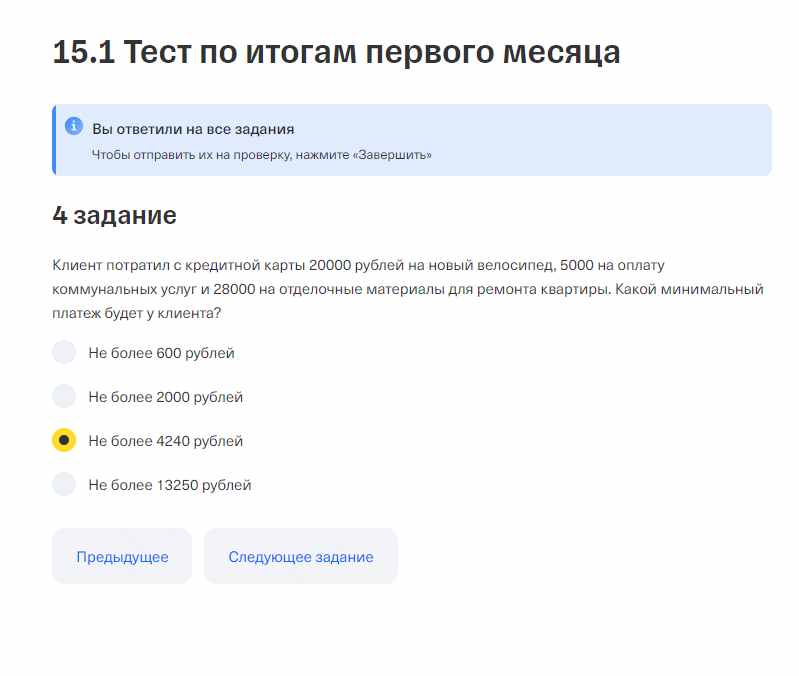 15.1 Тест по итогам первого месяца
Вы ответили на все задания
Чтобы отправить их на проверку, нажмите «Завершить»
4 задание
Клиент потратил с кредитной карты 20000 рублей на новый велосипед, 5000 на оплату
коммунальных услуг и 28000 на отделочные материалы для ремонта квартиры. Какой минимальный
платеж будет у клиента?
Не более 600 рублей
Не более 2000 рублей
Не более 4240 рублей
Не более 13250 рублей
Предыдущее
Следующее задание